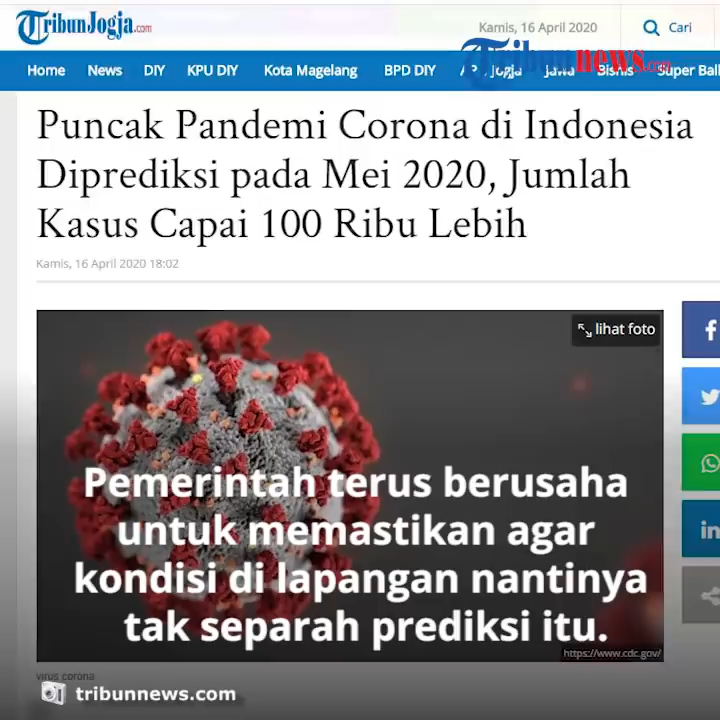 TribunJogja.com
Kamis, 16 April 2020
Cari
Tribunnews.com
Home News DIY KPU DIY Kota Magelang BPD DIY Jogja Jawa Bisnis Super Ball
Puncak Pandemi Corona di Indonesia
Diprediksi pada Mei 2020, Jumlah
Kasus Capai 100 Ribu Lebih
Kamis, 16 April 2020 18:02
lihat foto
Pemerintah terus berusaha
untuk memastikan agar
kondisi di lapangan nantinya
tak separah prediksi itu.
https://www.cdc.gov/
virus corona
tribunnews.com